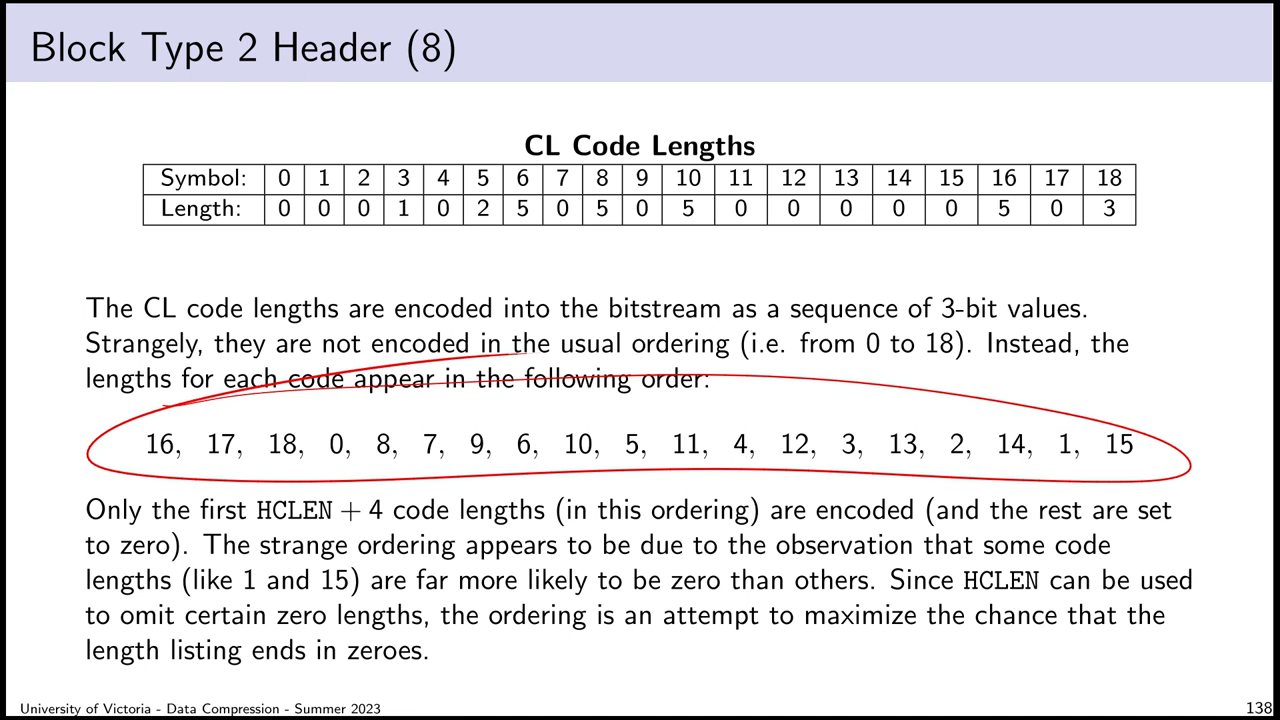 Block Type 2 Header (8)
CL Code Lengths
Symbol: 0 1 2 3 4 5 6 7 8 9 10 11 12 13 14 15 16 17 18
Length: 0 0 0 1 0 2 5 0 5 0 5 0 0 0 0 0 5 0 3
The CL code lengths are encoded into the bitstream as a sequence of 3-bit values.
Strangely, they are not encoded in the usual ordering (i.e. from 0 to 18). Instead, the
lengths for each code appear in the following order:
16, 17, 18, 0, 8, 7, 9, 6, 10, 5, 11, 4, 12, 3, 13, 2, 14, 1, 15
Only the first HCLEN + 4 code lengths (in this ordering) are encoded (and the rest are set
to zero). The strange ordering appears to be due to the observation that some code
lengths (like 1 and 15) are far more likely to be zero than others. Since HCLEN can be used
to omit certain zero lengths, the ordering is an attempt to maximize the chance that the
length listing ends in zeroes.
University of Victoria - Data Compression - Summer 2023
138